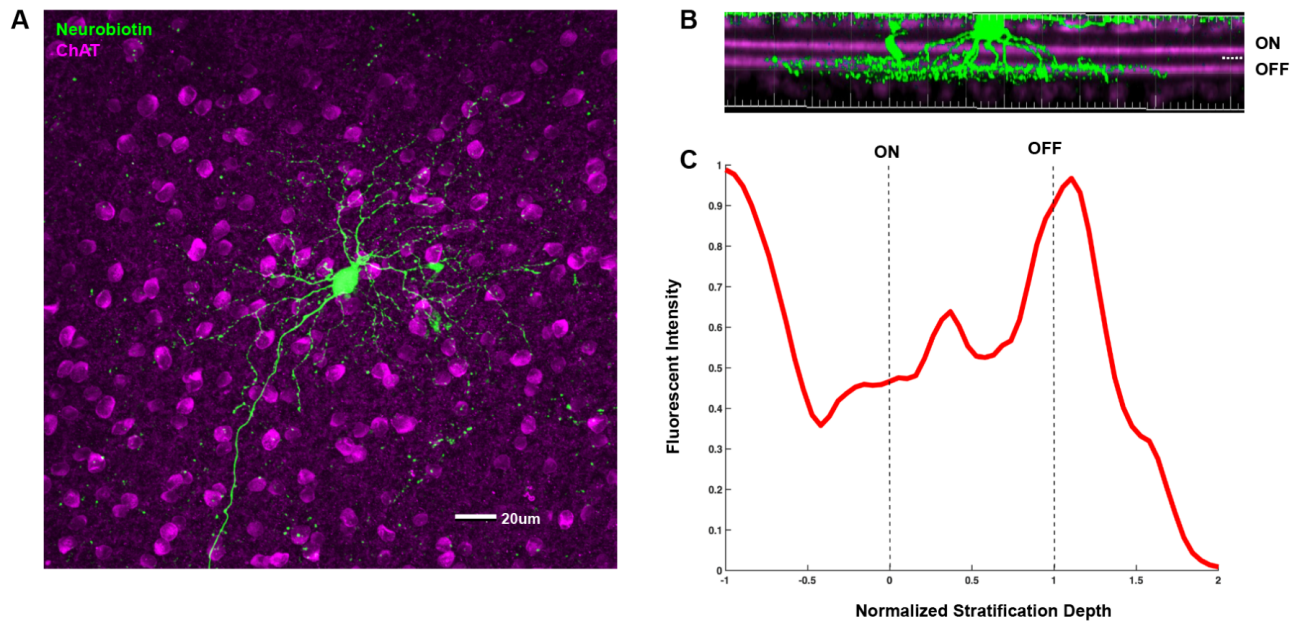 A
Neurobiotin
ChAT
20um
B
ON
OFF
C
ON
OFF
Fluorescent Intensity
1
0.9
0.8
0.7
0.6
0.5
0.4
0.3
0.2
0.1
0
-1 -0.5 0 0.5 1 1.5 2
Normalized Stratification Depth